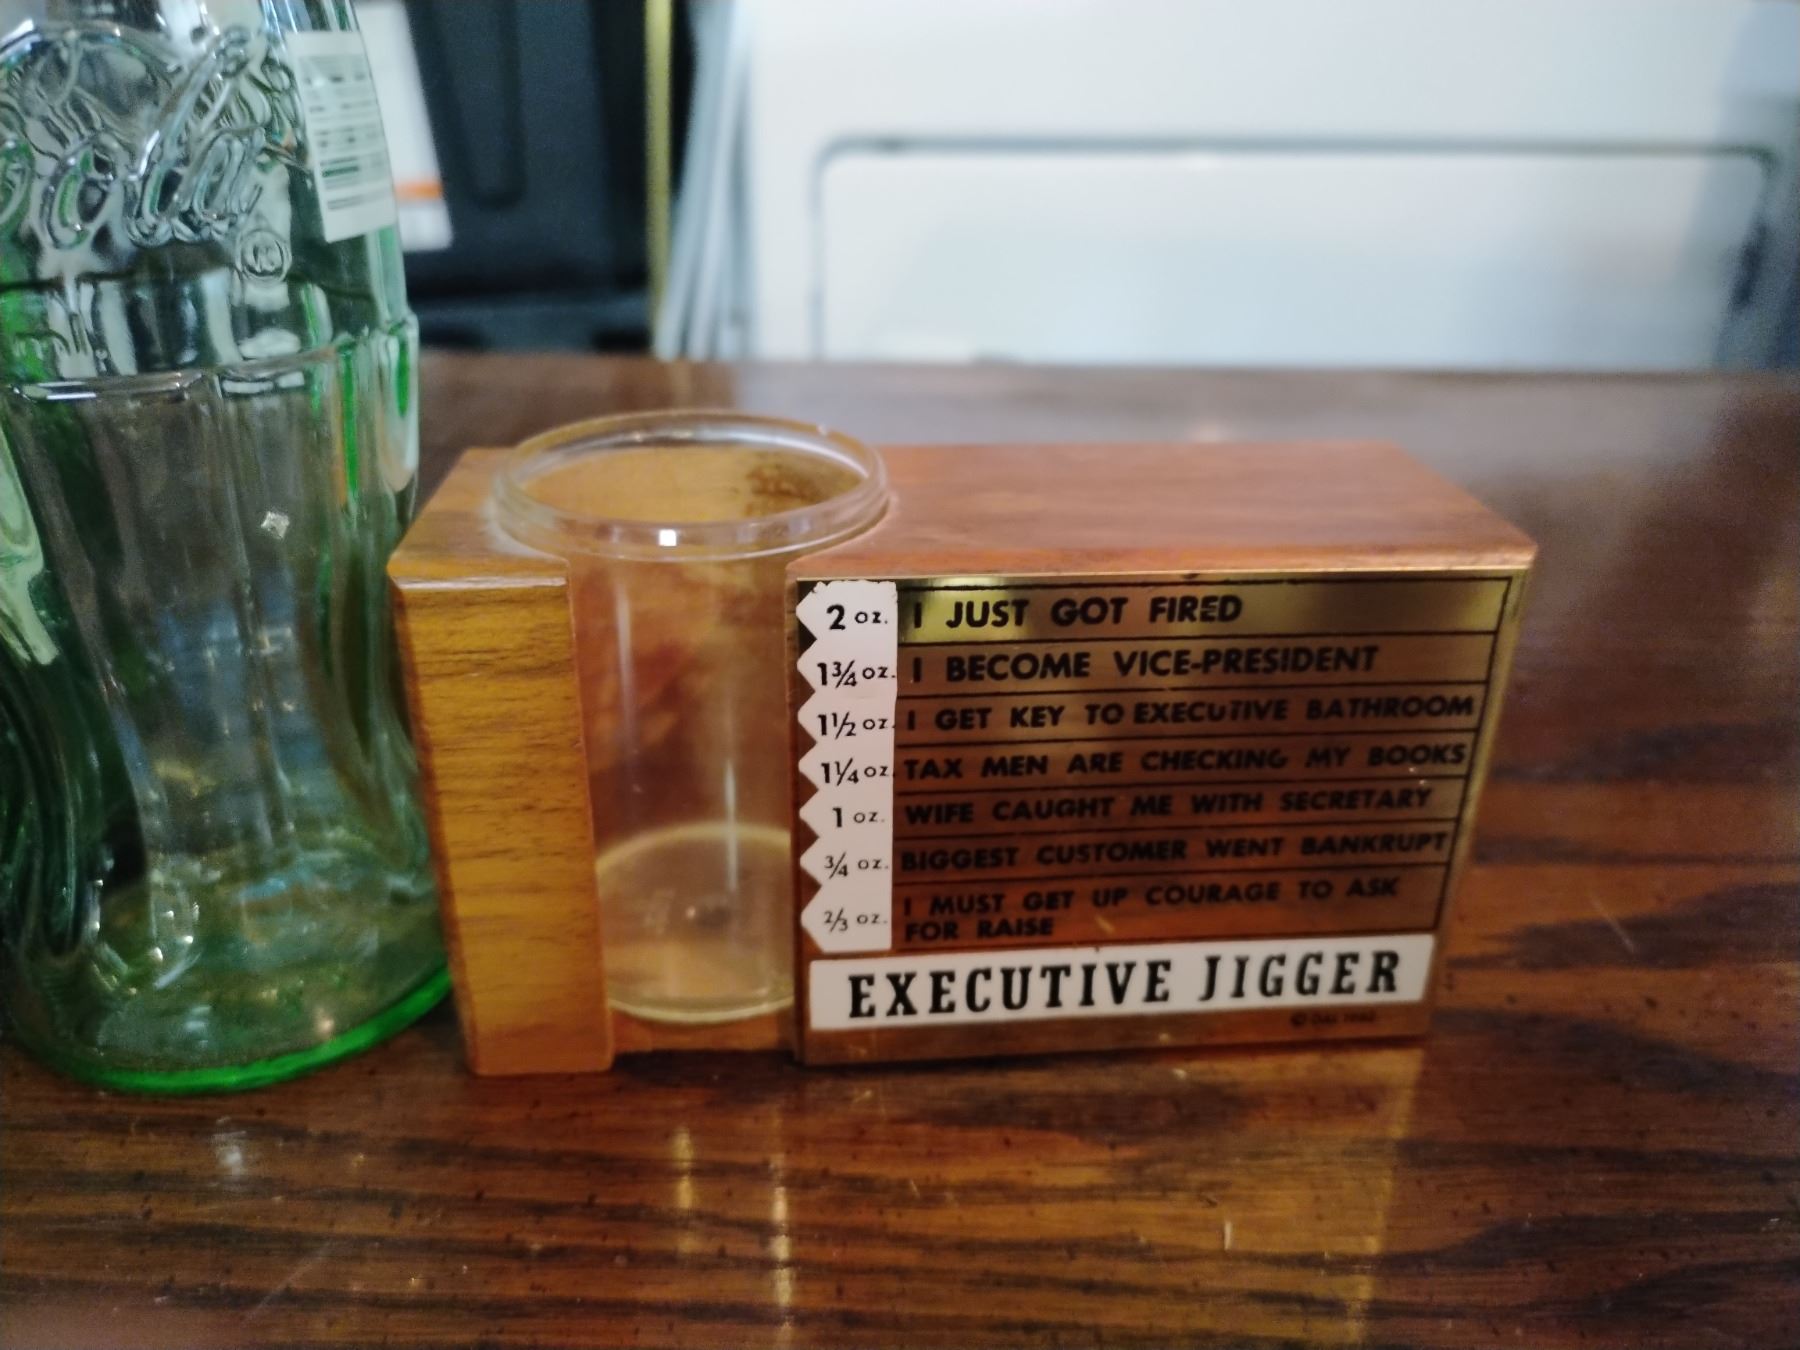 Cola
®
2 oz. I JUST GOT FIRED
1¾ oz. I BECOME VICE-PRESIDENT
1½ oz. I GET KEY TO EXECUTIVE BATHROOM
1¼ oz. TAX MEN ARE CHECKING MY BOOKS
1 oz. WIFE CAUGHT ME WITH SECRETARY
¾ oz. BIGGEST CUSTOMER WENT BANKRUPT
⅔ oz. I MUST GET UP COURAGE TO ASK
FOR RAISE
EXECUTIVE JIGGER
©